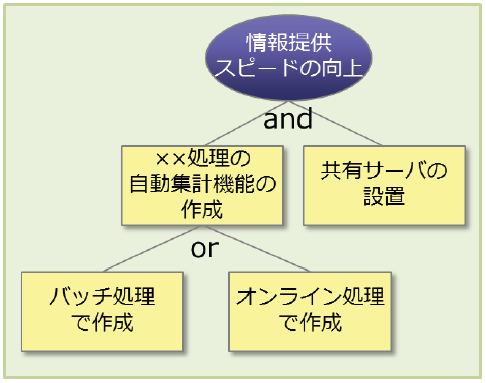 情報提供
スピードの向上
and
××処理の
自動集計機能の
作成
共有サーバの
設置
or
バッチ処理
で作成
オンライン処理
で作成